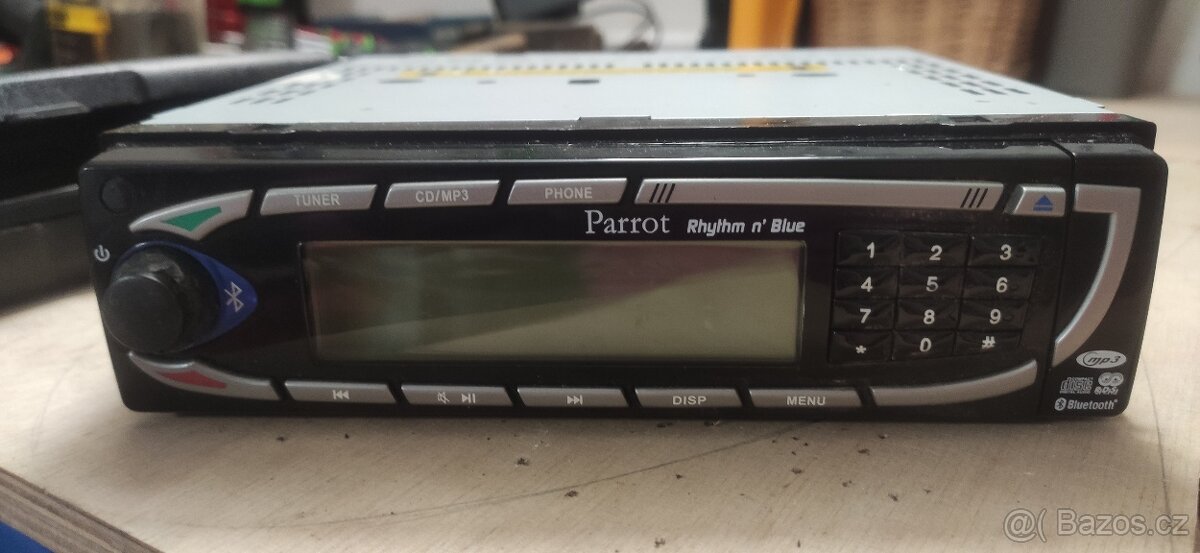 TUNER
CD/MP3
PHONE
Parrot Rhythm n' Blue
1 2 3
4 5 6
7 8 9
* 0 #
DISP
MENU
mp3
disc
R·D·S
Bluetooth
@( Bazos.cz